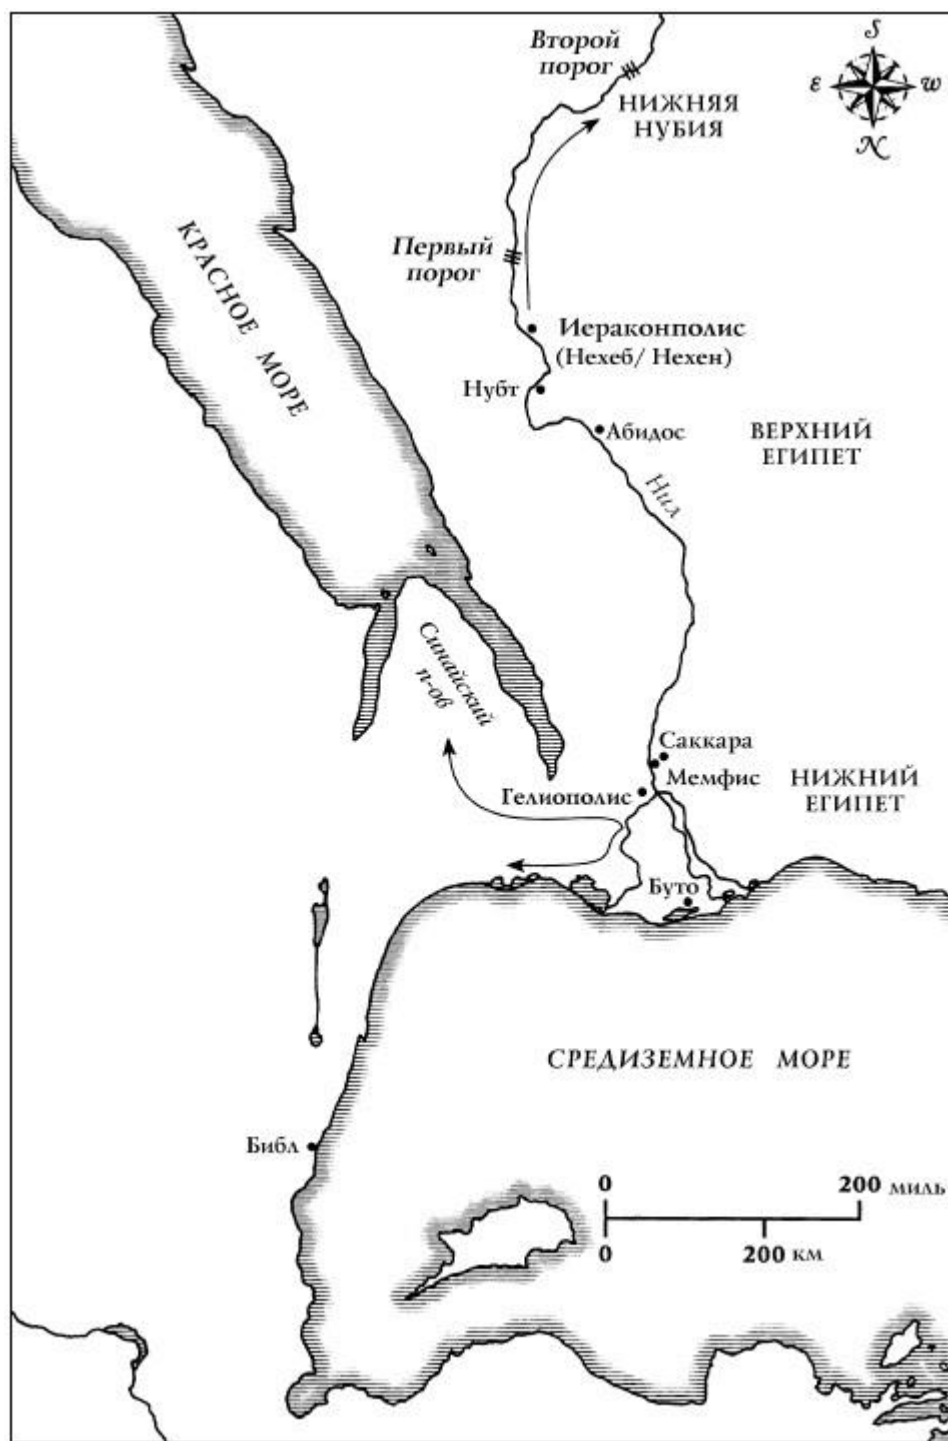 S
Второй
порог
ε w
НИЖНЯЯ
НУБИЯ
N
КРАСНОЕ МОРЕ
Первый
порог
Иераконполис
(Нехеб/ Нехен)
Нубт
Абидос
ВЕРХНИЙ
ЕГИПЕТ
Нил
Синайский
п-ов
Саккара
Мемфис
НИЖНИЙ
ЕГИПЕТ
Гелиополис
Буто
СРЕДИЗЕМНОЕ МОРЕ
Библ
0 200 миль
0 200 км